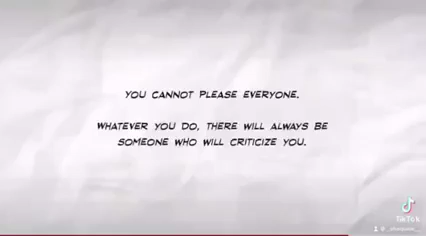 YOU CANNOT PLEASE EVERYONE.
WHATEVER YOU DO, THERE WILL ALWAYS BE
SOMEONE WHO WILL CRITICIZE YOU.
TikTok